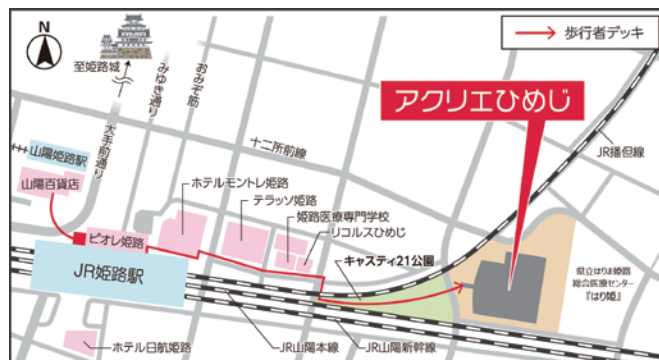 N
至姫路城
みゆき通り
おみぞ筋
大手前通り
歩行者デッキ
アクリエひめじ
十二所前線
JR播但線
山陽姫路駅
山陽百貨店
ホテルモントレ姫路
テラッソ姫路
姫路医療専門学校
リコルスひめじ
ピオレ姫路
キャスティ21公園
JR姫路駅
県立はりま姫路
総合医療センター
『はり姫』
ホテル日航姫路
JR山陽本線
JR山陽新幹線